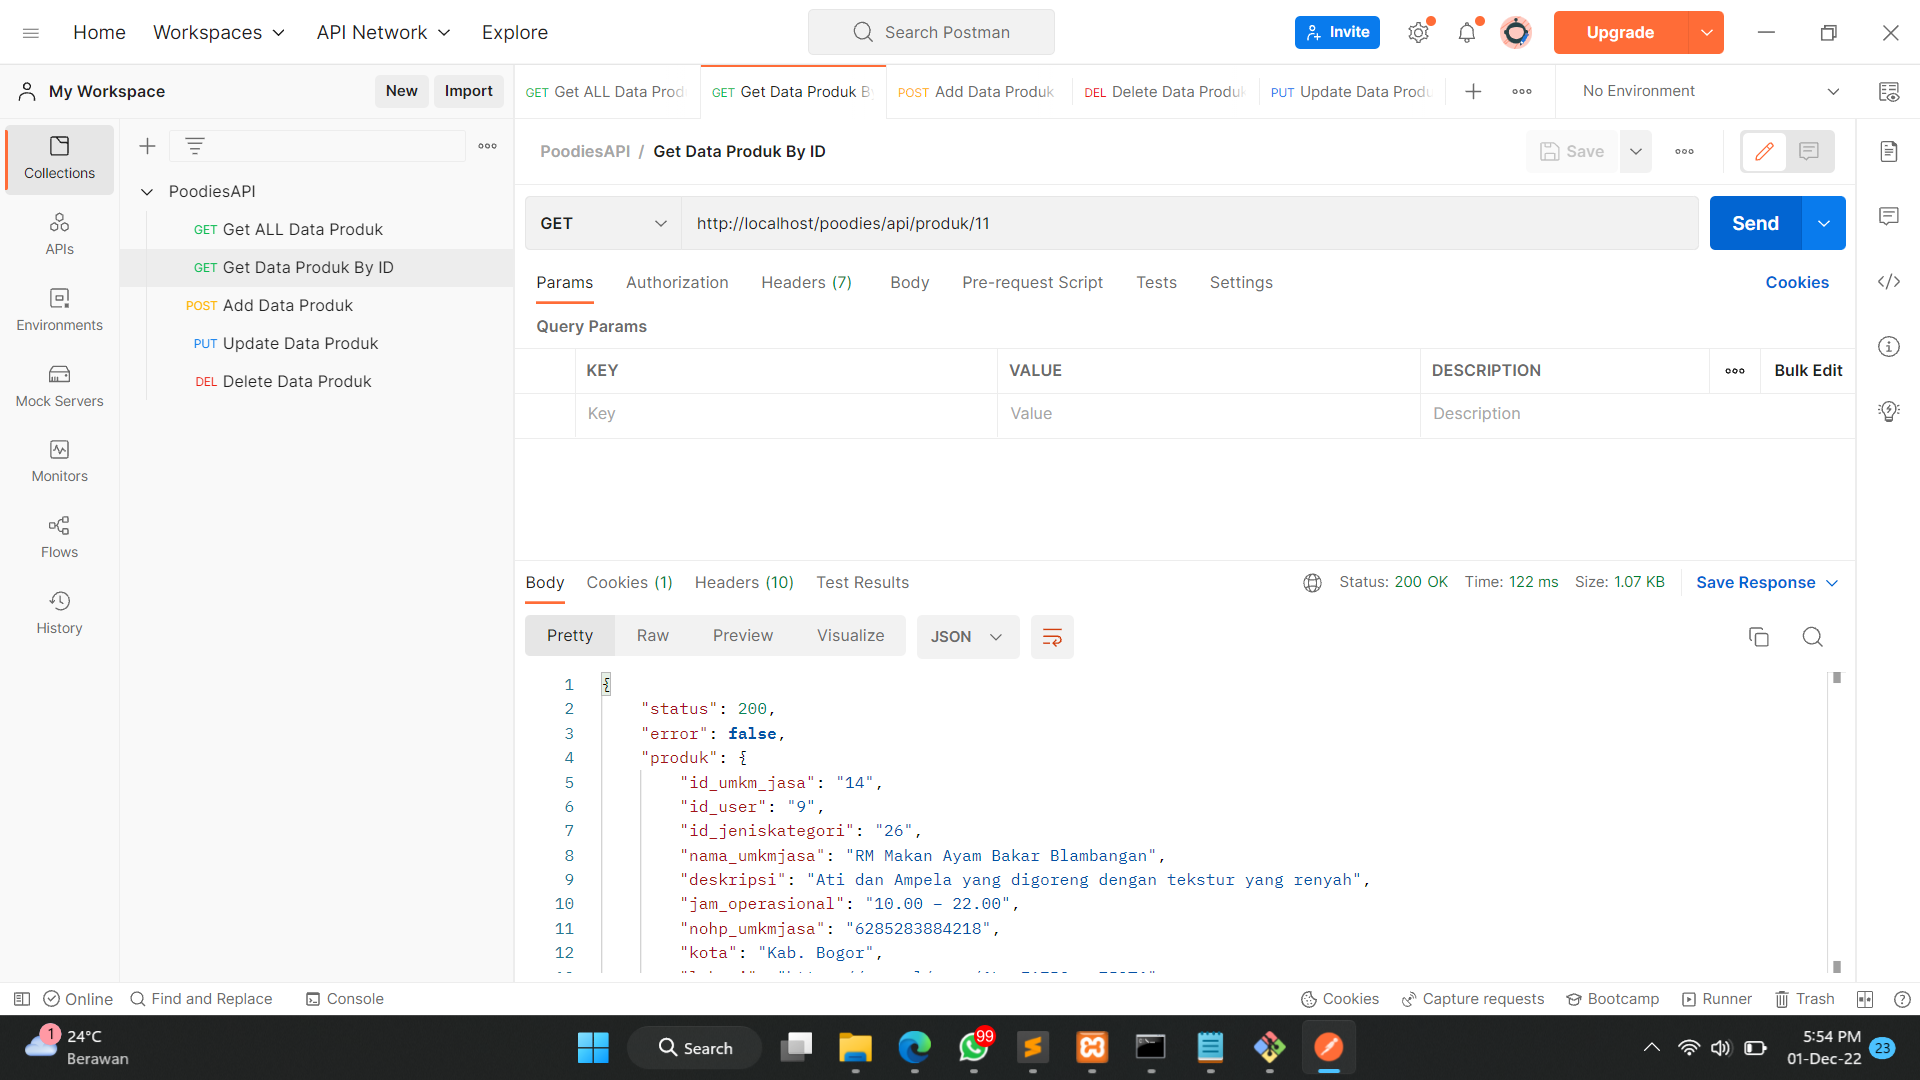 Home
Workspaces
API Network
Explore
Search Postman
Invite
Upgrade
My Workspace
New
Import
GET Get ALL Data Prod
GET Get Data Produk B
POST Add Data Produk
DEL Delete Data Produk
PUT Update Data Produ
No Environment
Collections
APIs
Environments
Mock Servers
Monitors
Flows
History
PoodiesAPI
GET Get ALL Data Produk
GET Get Data Produk By ID
POST Add Data Produk
PUT Update Data Produk
DEL Delete Data Produk
PoodiesAPI / Get Data Produk By ID
Save
GET
http://localhost/poodies/api/produk/11
Send
Params
Authorization
Headers (7)
Body
Pre-request Script
Tests
Settings
Cookies
Query Params
KEY
VALUE
DESCRIPTION
Bulk Edit
Key
Value
Description
Body
Cookies (1)
Headers (10)
Test Results
Status: 200 OK
Time: 122 ms
Size: 1.07 KB
Save Response
Pretty
Raw
Preview
Visualize
JSON
1 {
2 "status": 200,
3 "error": false,
4 "produk": {
5 "id_umkm_jasa": "14",
6 "id_user": "9",
7 "id_jeniskategori": "26",
8 "nama_umkmjasa": "RM Makan Ayam Bakar Blambangan",
9 "deskripsi": "Ati dan Ampela yang digoreng dengan tekstur yang renyah",
10 "jam_operasional": "10.00 – 22.00",
11 "nohp_umkmjasa": "6285283884218",
12 "kota": "Kab. Bogor",
Online
Find and Replace
Console
Cookies
Capture requests
Bootcamp
Runner
Trash
1
24°C
Berawan
Search
99
5:54 PM
01-Dec-22
23